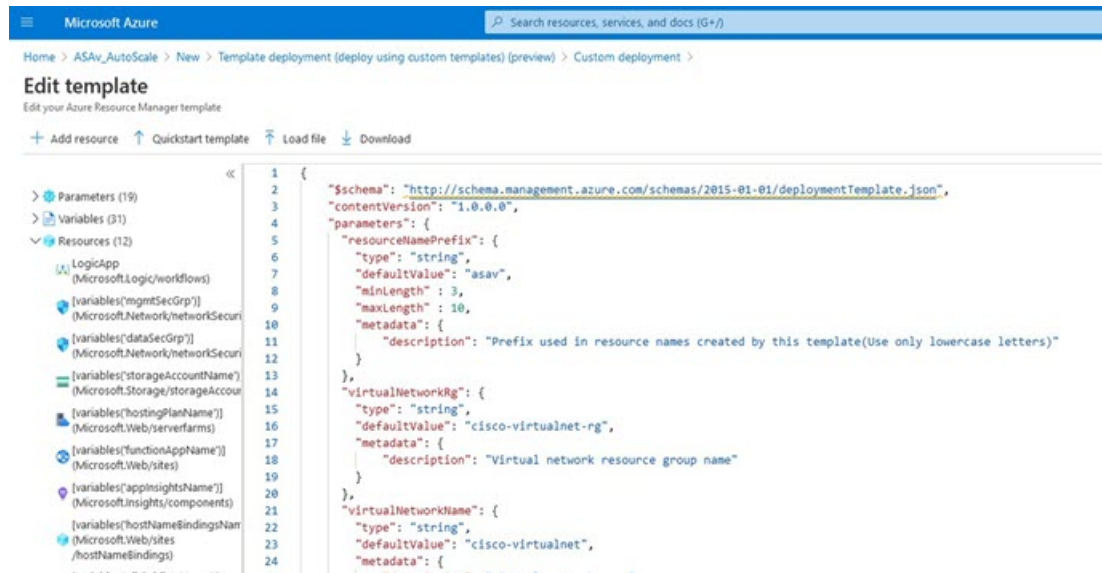 Microsoft Azure
Search resources, services, and docs (G+/)
Home > ASAv_AutoScale > New > Template deployment (deploy using custom templates) (preview) > Custom deployment >
Edit template
Edit your Azure Resource Manager template
Add resource Quickstart template Load file Download
«
Parameters (19)
Variables (31)
Resources (12)
LogicApp
(Microsoft.Logic/workflows)
[variables('mgmtSecGrp')]
(Microsoft.Network/networkSecuri
[variables('dataSecGrp')]
(Microsoft.Network/networkSecuri
[variables('storageAccountName')
(Microsoft.Storage/storageAccour
[variables('hostingPlanName')]
(Microsoft.Web/serverfarms)
[variables('functionAppName')]
(Microsoft.Web/sites)
[variables('appInsightsName')]
(Microsoft.Insights/components)
[variables('hostNameBindingsNam
(Microsoft.Web/sites
/hostNameBindings)
1 {
2 "$schema": "http://schema.management.azure.com/schemas/2015-01-01/deploymentTemplate.json",
3 "contentVersion": "1.0.0.0",
4 "parameters": {
5 "resourceNamePrefix": {
6 "type": "string",
7 "defaultValue": "asav",
8 "minLength" : 3,
9 "maxLength" : 10,
10 "metadata": {
11 "description": "Prefix used in resource names created by this template(Use only lowercase letters)"
12 }
13 },
14 "virtualNetworkRg": {
15 "type": "string",
16 "defaultValue": "cisco-virtualnet-rg",
17 "metadata": {
18 "description": "Virtual network resource group name"
19 }
20 },
21 "virtualNetworkName": {
22 "type": "string",
23 "defaultValue": "cisco-virtualnet",
24 "metadata": {